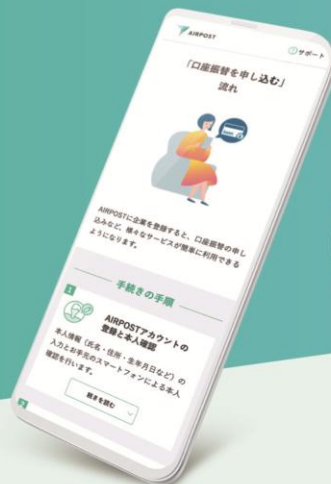 AIRPOST
サポート
「口座振替を申し込む」
流れ
AIRPOSTに企業を登録すると、口座振替の申し
込みなど、様々なサービスが簡単に利用できる
ようになります。
手続きの手順
1
AIRPOSTアカウントの
登録と本人確認
本人情報（氏名・住所・生年月日など）の
入力とお手元のスマートフォンによる本人
確認を行います。
続きを読む
2